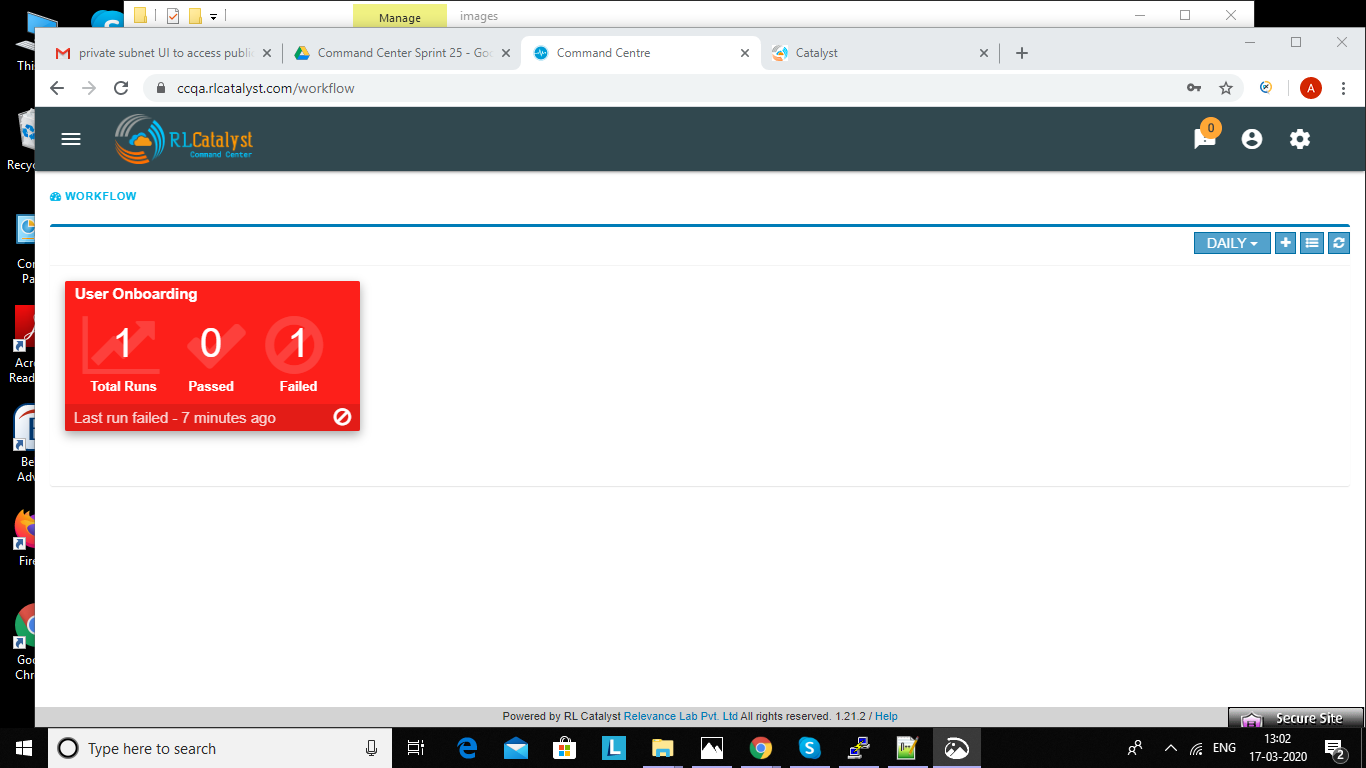 Manage
images
private subnet UI to access publi
Command Center Sprint 25 - Goo
Command Centre
Catalyst
ccqa.rlcatalyst.com/workflow
A
RLCatalyst
Command Center
0
WORKFLOW
DAILY
User Onboarding
1
0
1
Total Runs
Passed
Failed
Last run failed - 7 minutes ago
Thi
Recyc
Con
Pa
Acro
Read
Be
Adv
Fire
Goo
Chr
Powered by RL Catalyst Relevance Lab Pvt. Ltd All rights reserved. 1.21.2 / Help
Secure Site
Type here to search
ENG
13:02
17-03-2020
2